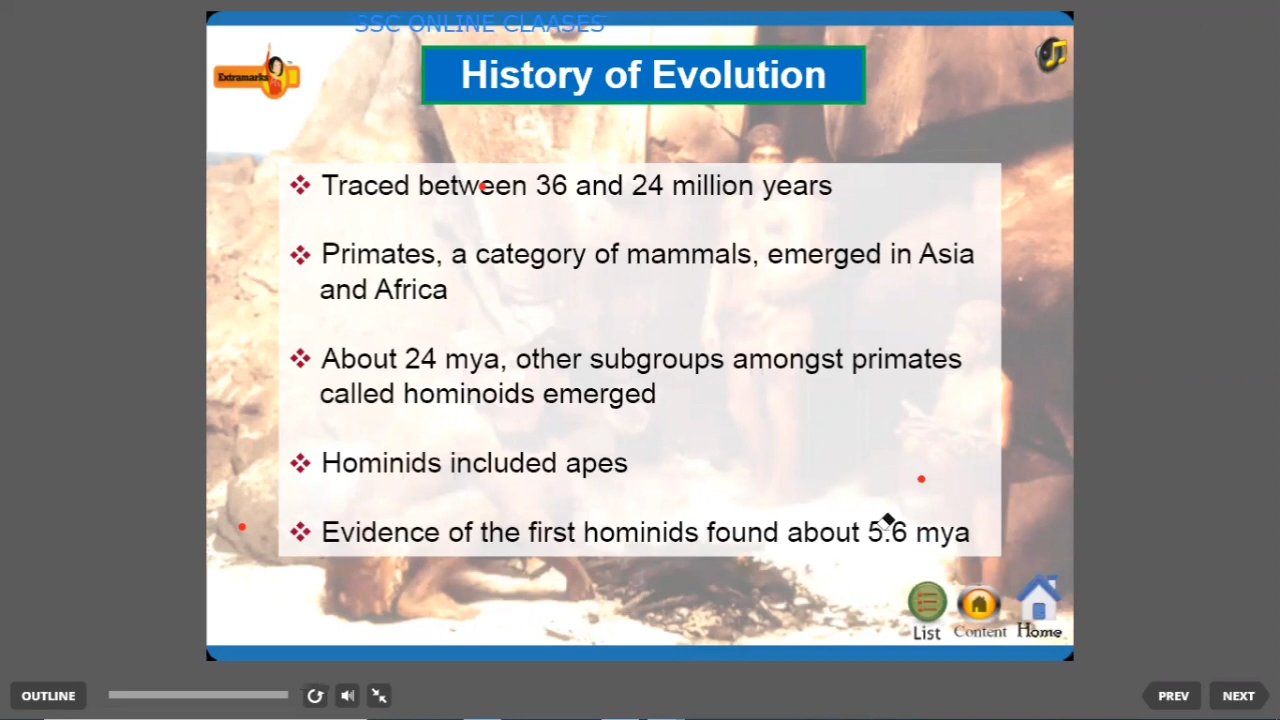 SSC ONLINE CLAASES
Extramarks
History of Evolution
Traced between 36 and 24 million years
Primates, a category of mammals, emerged in Asia
and Africa
About 24 mya, other subgroups amongst primates
called hominoids emerged
Hominids included apes
Evidence of the first hominids found about 5.6 mya
List Content Home
OUTLINE PREV NEXT